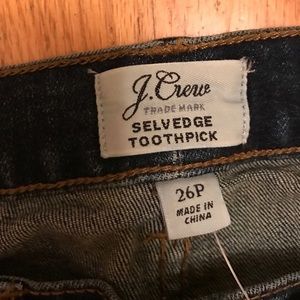 J.Crew
TRADE MARK
SELVEDGE
TOOTHPICK
26P
MADE IN
CHINA